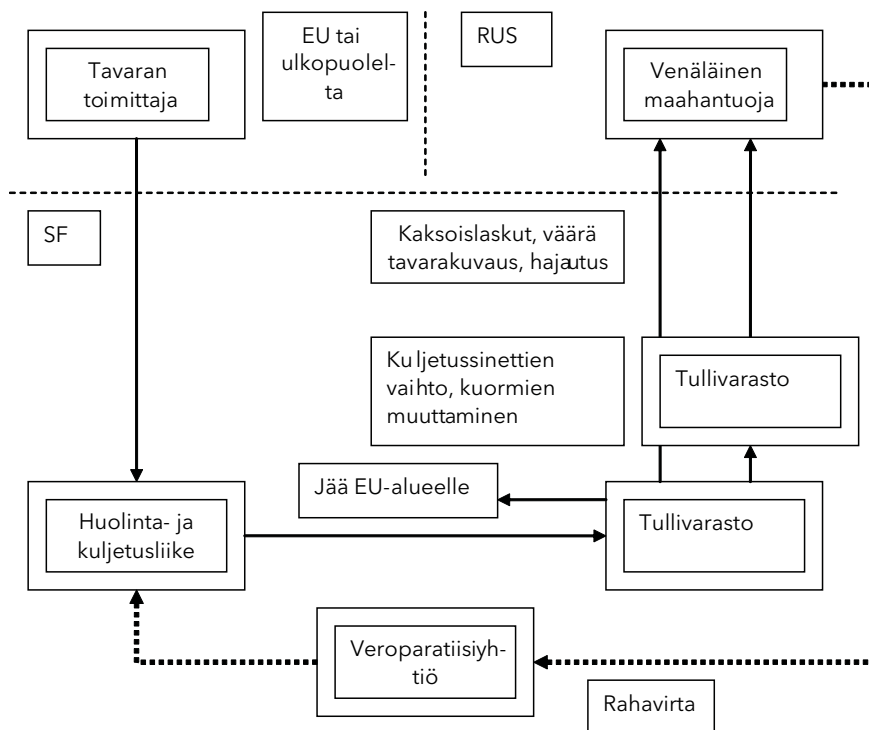 Tavaran
toimittaja
EU tai
ulkopuolel-
ta
RUS
Venäläinen
maahantuoja
SF
Kaksoislaskut, väärä
tavarakuvaus, hajautus
Kuljetussinettien
vaihto, kuormien
muuttaminen
Tullivarasto
Jää EU-alueelle
Huolinta- ja
kuljetusliike
Tullivarasto
Veroparatiisiyh-
tiö
Rahavirta